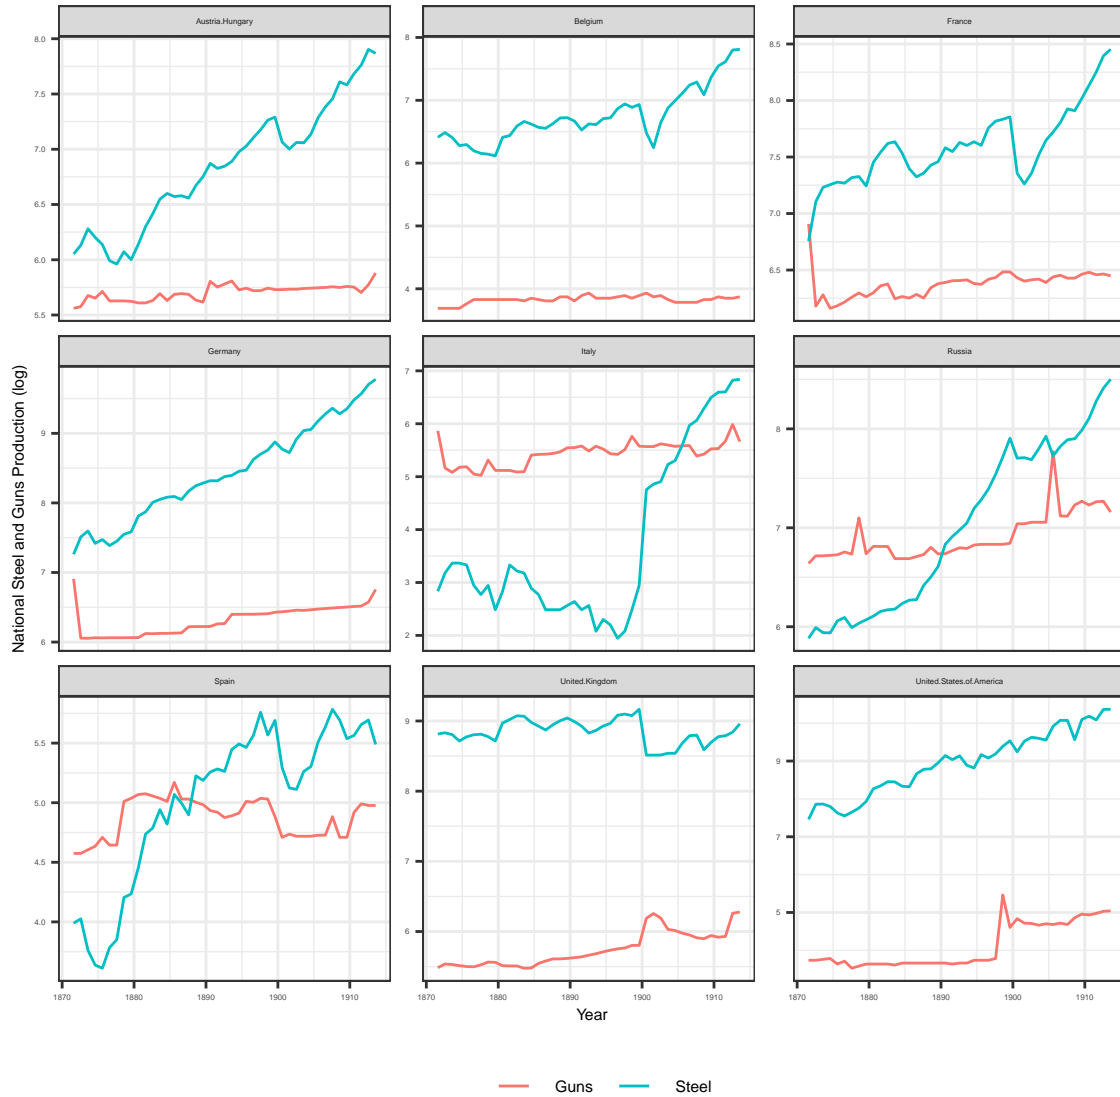 Austria.Hungary
Belgium
France
8.0
7.5
7.0
6.5
6.0
5.5
8
7
6
5
4
8.5
8.0
7.5
7.0
6.5
Germany
Italy
Russia
9
8
7
6
7
6
5
4
3
2
8
7
6
Spain
United.Kingdom
United.States.of.America
5.5
5.0
4.5
4.0
9
8
7
6
9
7
5
1870 1880 1890 1900 1910
1870 1880 1890 1900 1910
1870 1880 1890 1900 1910
National Steel and Guns Production (log)
Year
Guns Steel